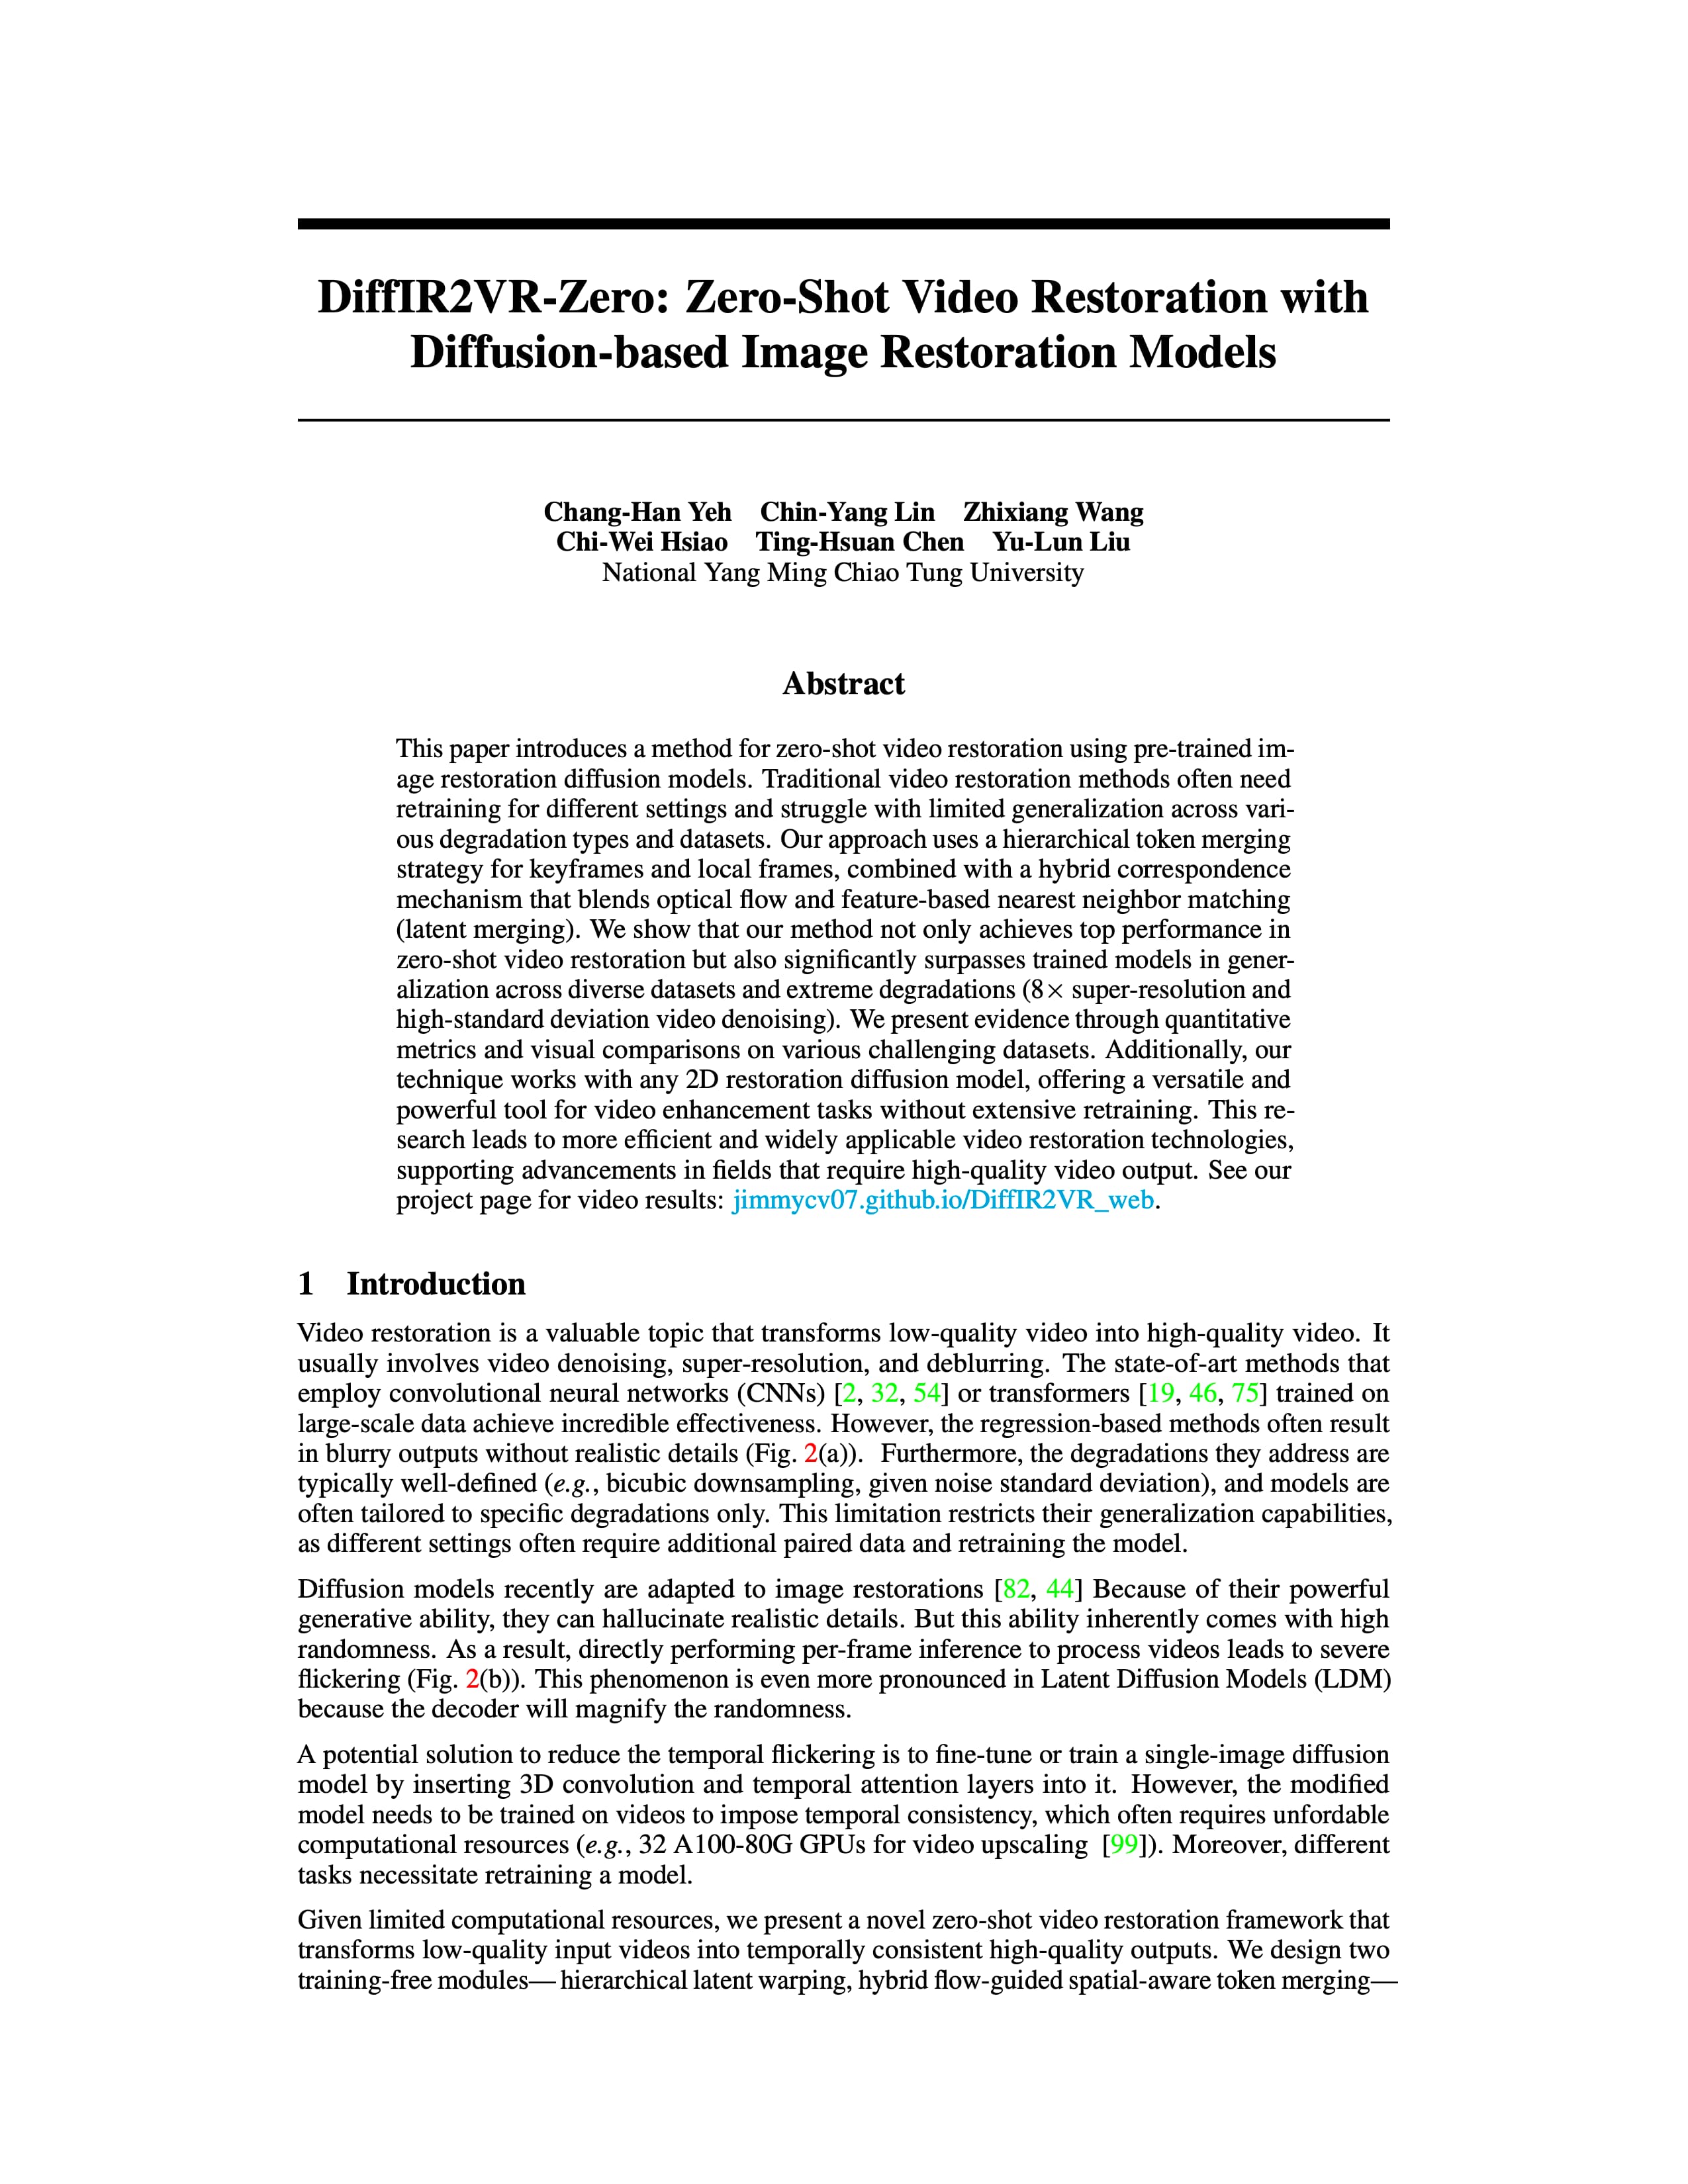 DiffIR2VR-Zero: Zero-Shot Video Restoration with
Diffusion-based Image Restoration Models
Chang-Han Yeh Chin-Yang Lin Zhixiang Wang
Chi-Wei Hsiao Ting-Hsuan Chen Yu-Lun Liu
National Yang Ming Chiao Tung University
Abstract
This paper introduces a method for zero-shot video restoration using pre-trained im-
age restoration diffusion models. Traditional video restoration methods often need
retraining for different settings and struggle with limited generalization across vari-
ous degradation types and datasets. Our approach uses a hierarchical token merging
strategy for keyframes and local frames, combined with a hybrid correspondence
mechanism that blends optical flow and feature-based nearest neighbor matching
(latent merging). We show that our method not only achieves top performance in
zero-shot video restoration but also significantly surpasses trained models in gener-
alization across diverse datasets and extreme degradations (8× super-resolution and
high-standard deviation video denoising). We present evidence through quantitative
metrics and visual comparisons on various challenging datasets. Additionally, our
technique works with any 2D restoration diffusion model, offering a versatile and
powerful tool for video enhancement tasks without extensive retraining. This re-
search leads to more efficient and widely applicable video restoration technologies,
supporting advancements in fields that require high-quality video output. See our
project page for video results: jimmycv07.github.io/DiffIR2VR_web.
1 Introduction
Video restoration is a valuable topic that transforms low-quality video into high-quality video. It
usually involves video denoising, super-resolution, and deblurring. The state-of-art methods that
employ convolutional neural networks (CNNs) [2, 32, 54] or transformers [19, 46, 75] trained on
large-scale data achieve incredible effectiveness. However, the regression-based methods often result
in blurry outputs without realistic details (Fig. 2(a)). Furthermore, the degradations they address are
typically well-defined (e.g., bicubic downsampling, given noise standard deviation), and models are
often tailored to specific degradations only. This limitation restricts their generalization capabilities,
as different settings often require additional paired data and retraining the model.
Diffusion models recently are adapted to image restorations [82, 44] Because of their powerful
generative ability, they can hallucinate realistic details. But this ability inherently comes with high
randomness. As a result, directly performing per-frame inference to process videos leads to severe
flickering (Fig. 2(b)). This phenomenon is even more pronounced in Latent Diffusion Models (LDM)
because the decoder will magnify the randomness.
A potential solution to reduce the temporal flickering is to fine-tune or train a single-image diffusion
model by inserting 3D convolution and temporal attention layers into it. However, the modified
model needs to be trained on videos to impose temporal consistency, which often requires unfordable
computational resources (e.g., 32 A100-80G GPUs for video upscaling [99]). Moreover, different
tasks necessitate retraining a model.
Given limited computational resources, we present a novel zero-shot video restoration framework that
transforms low-quality input videos into temporally consistent high-quality outputs. We design two
training-free modules— hierarchical latent warping, hybrid flow-guided spatial-aware token merging—